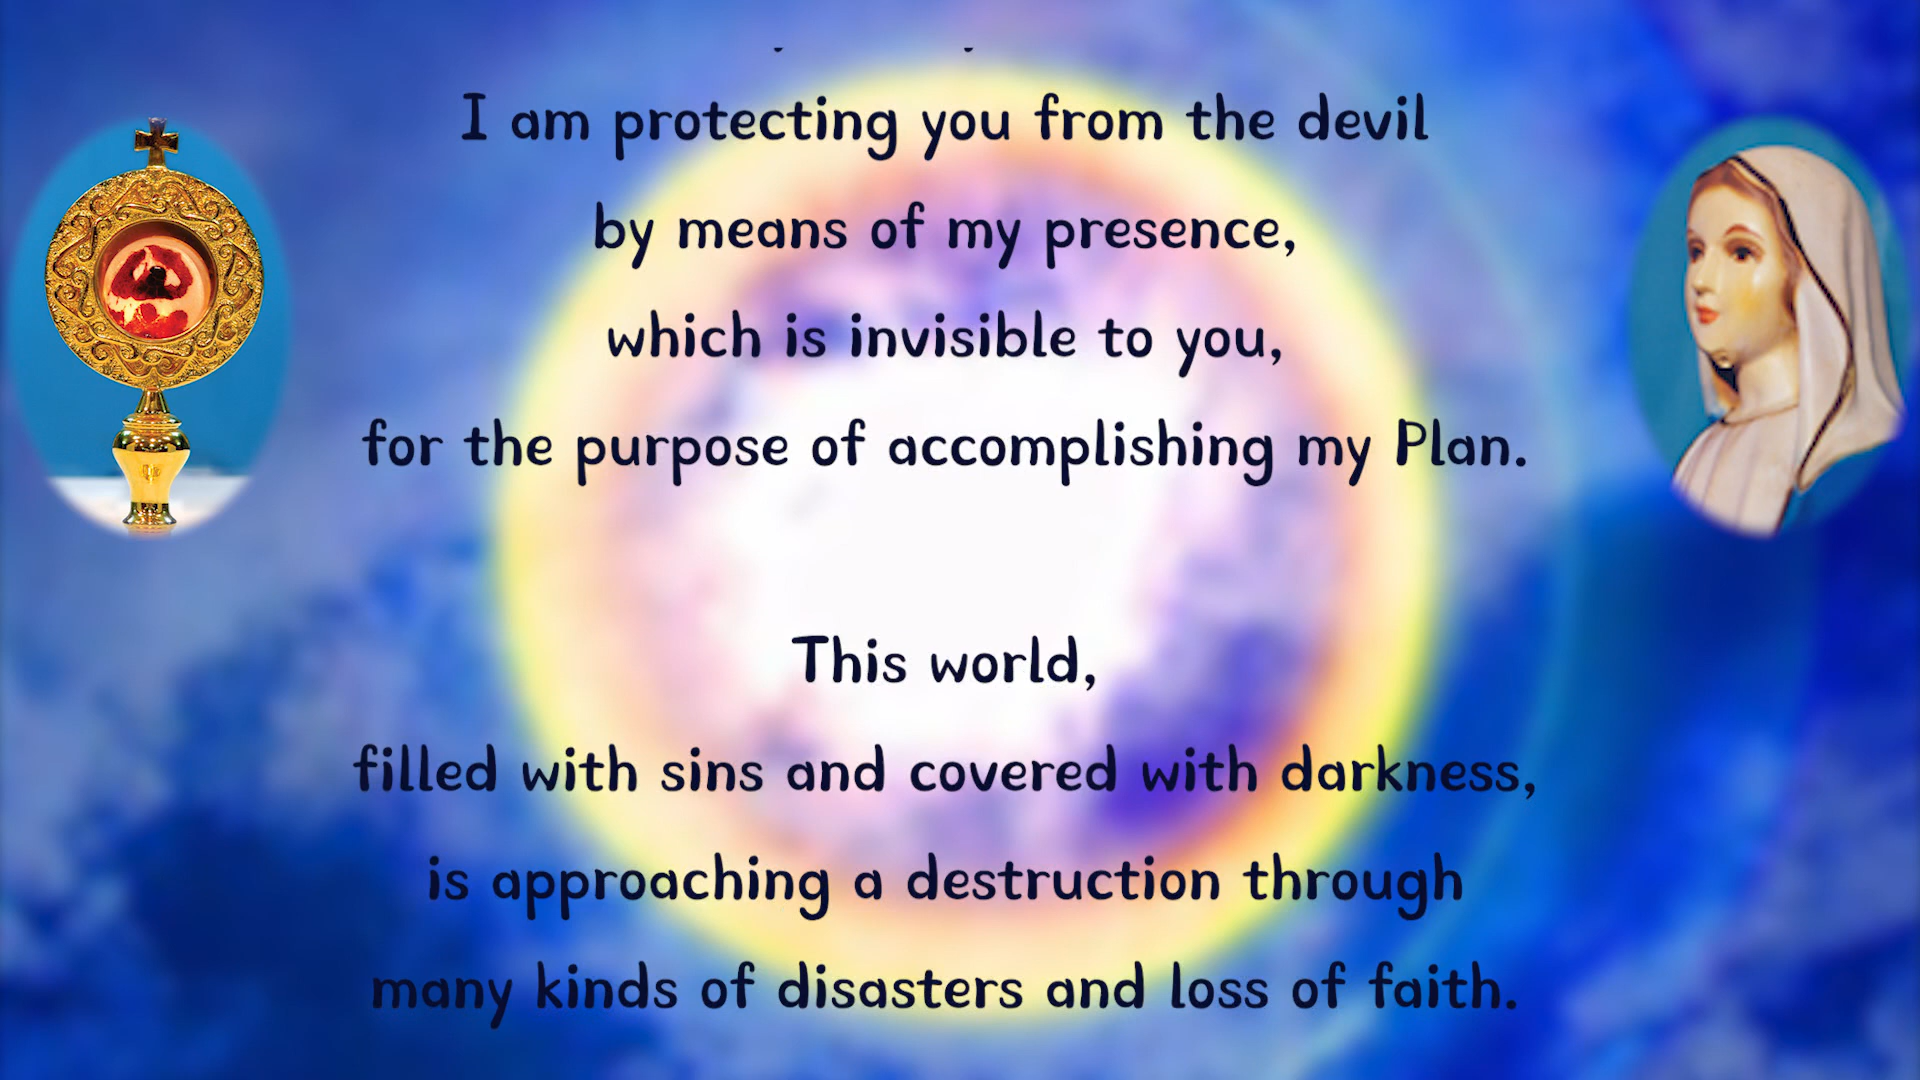 I am protecting you from the devil
by means of my presence,
which is invisible to you,
for the purpose of accomplishing my Plan.
This world,
filled with sins and covered with darkness,
is approaching a destruction through
many kinds of disasters and loss of faith.